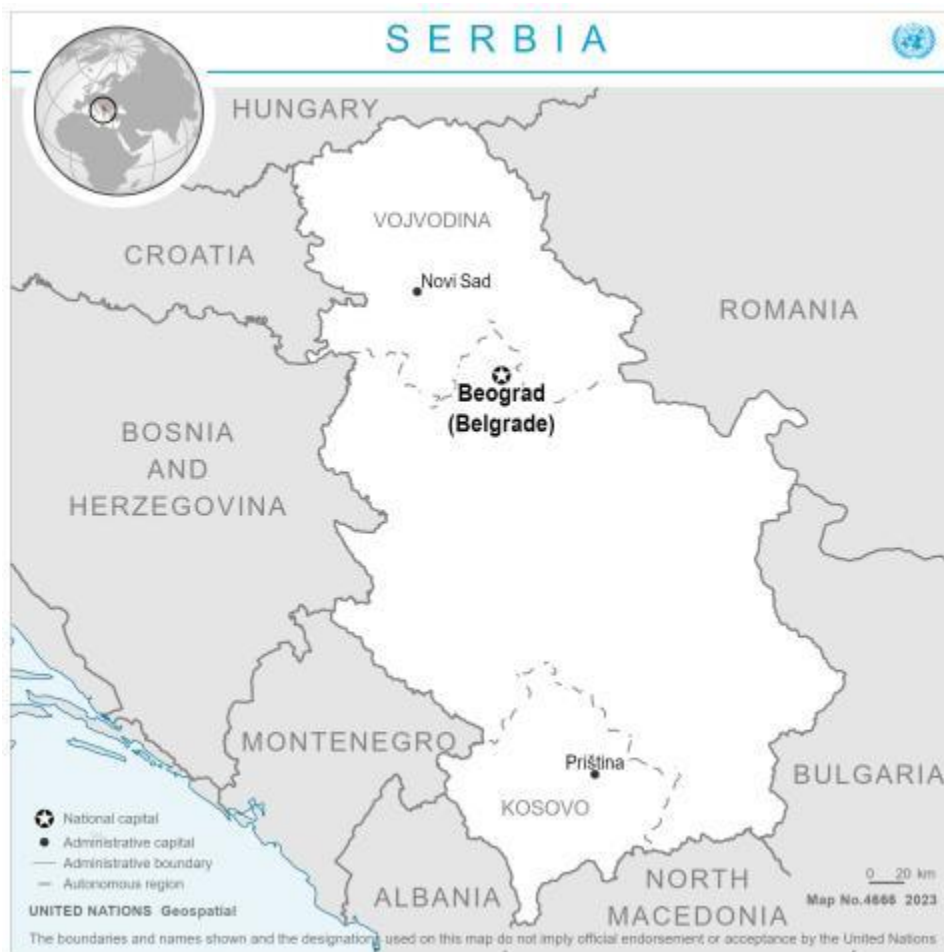 SERBIA
HUNGARY
VOJVODINA
CROATIA
Novi Sad
ROMANIA
Beograd
(Belgrade)
BOSNIA
AND
HERZEGOVINA
MONTENEGRO
Priština
BULGARIA
KOSOVO
National capital
Administrative capital
Administrative boundary
Autonomous region
ALBANIA
NORTH
MACEDONIA
0 20 km
Map No.4666 2023
UNITED NATIONS Geospatial
The boundaries and names shown and the designations used on this map do not imply official endorsement or acceptance by the United Nations